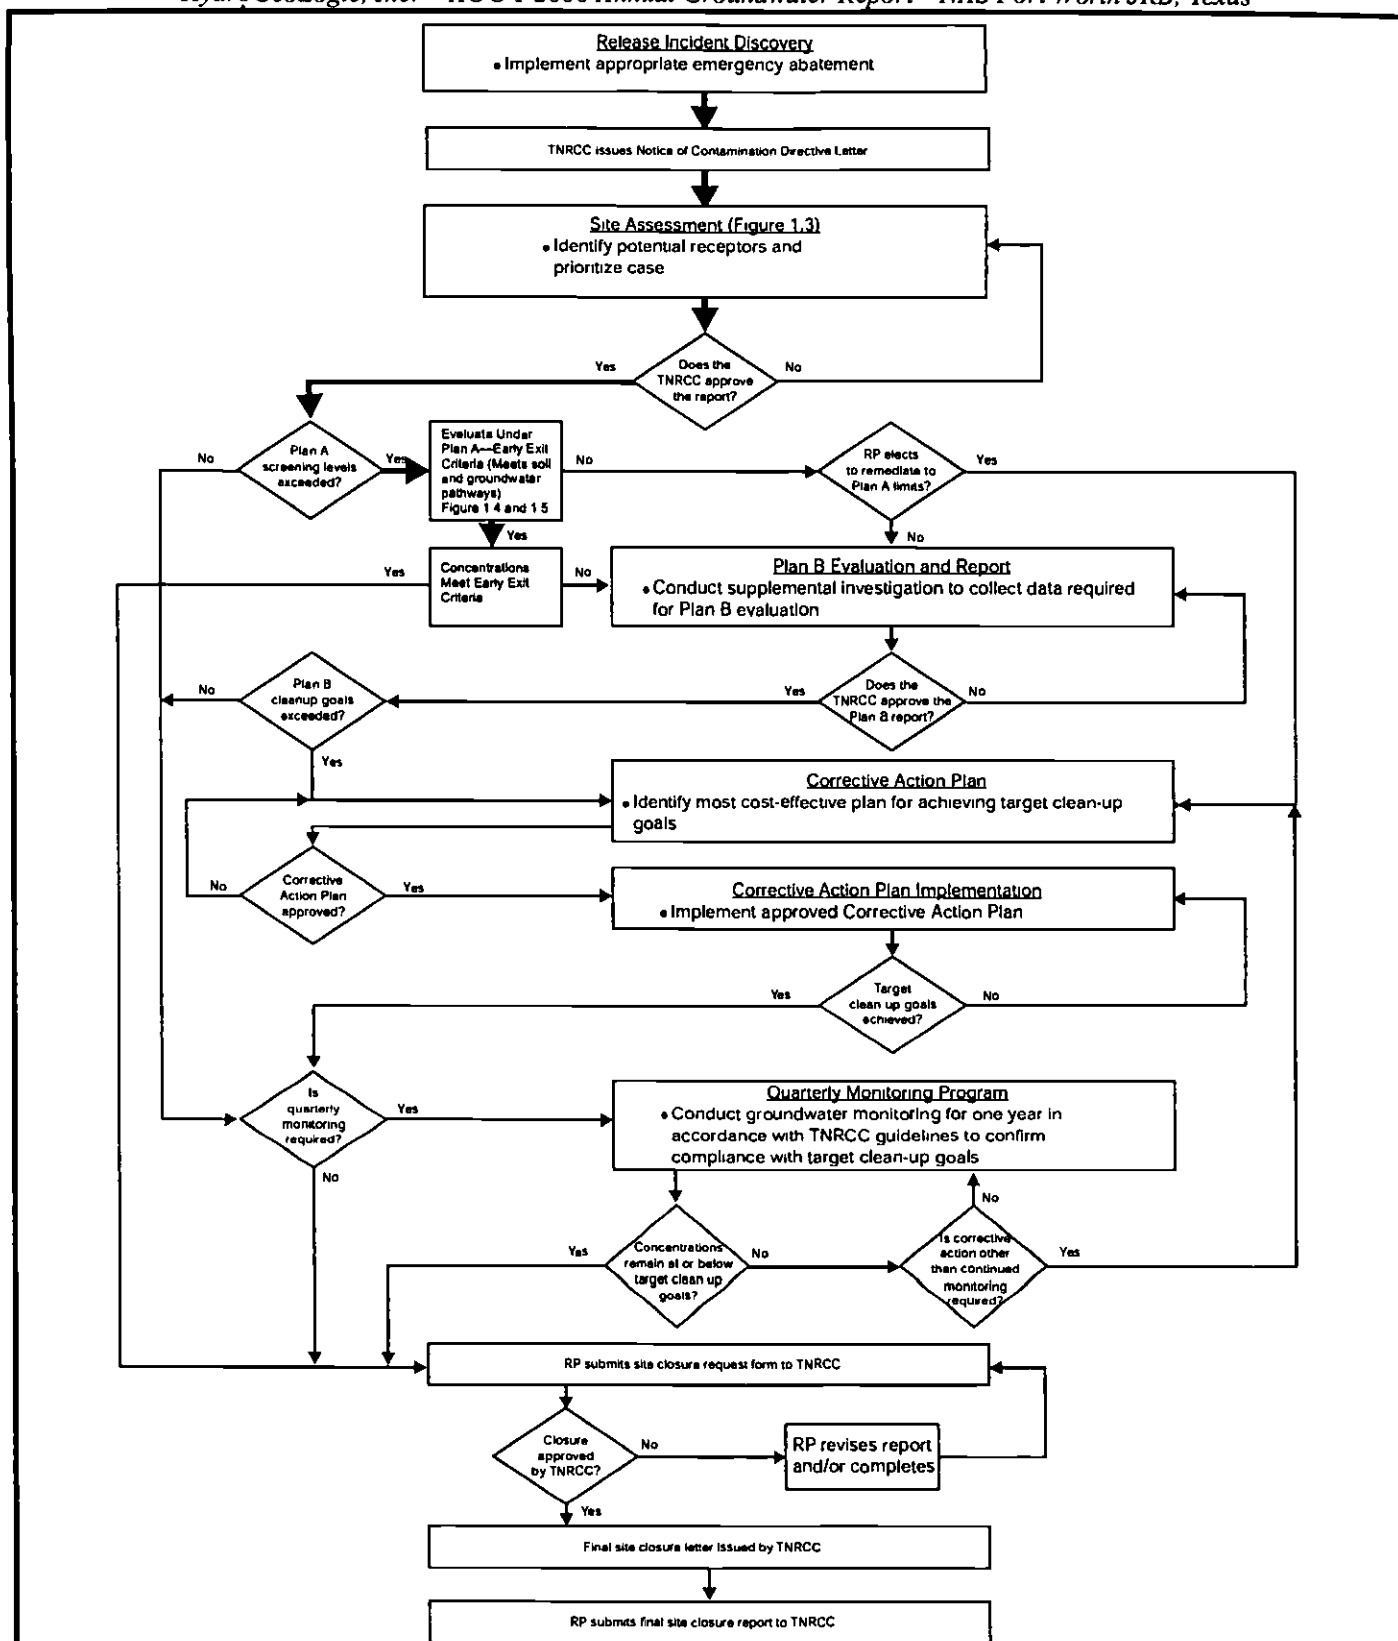 Annual Groundwater Report
Texas
Release Incident Discovery
• Implement appropriate emergency abatement
TNRCC issues Notice of Contamination Directive Letter
Site Assessment (Figure 1.3)
• Identify potential receptors and
prioritize case
Yes
Does the
TNRCC approve
the report?
No
No
Plan A
screening levels
exceeded?
Yes
Evaluate Under
Plan A—Early Exit
Criteria (Meets soil
and groundwater
pathways)
Figure 1 4 and 1 5
No
RP elects
to remediate to
Plan A limits?
Yes
Yes
No
Yes
Concentrations
Meet Early Exit
Criteria
No
Plan B Evaluation and Report
• Conduct supplemental investigation to collect data required
for Plan B evaluation
No
Plan B
cleanup goals
exceeded?
Yes
Does the
TNRCC approve the
Plan B report?
No
Yes
Corrective Action Plan
• Identify most cost-effective plan for achieving target clean-up
goals
No
Corrective
Action Plan
approved?
Yes
Corrective Action Plan Implementation
• Implement approved Corrective Action Plan
Yes
Target
clean up goals
achieved?
No
Is
quarterly
monitoring
required?
Yes
Quarterly Monitoring Program
• Conduct groundwater monitoring for one year in
accordance with TNRCC guidelines to confirm
compliance with target clean-up goals
No
No
Yes
Concentrations
remain at or below
target clean up
goals?
No
Is corrective
action other
than continued
monitoring
required?
Yes
RP submits site closure request form to TNRCC
Closure
approved
by TNRCC?
No
RP revises report
and/or completes
Yes
Final site closure letter issued by TNRCC
RP submits final site closure report to TNRCC